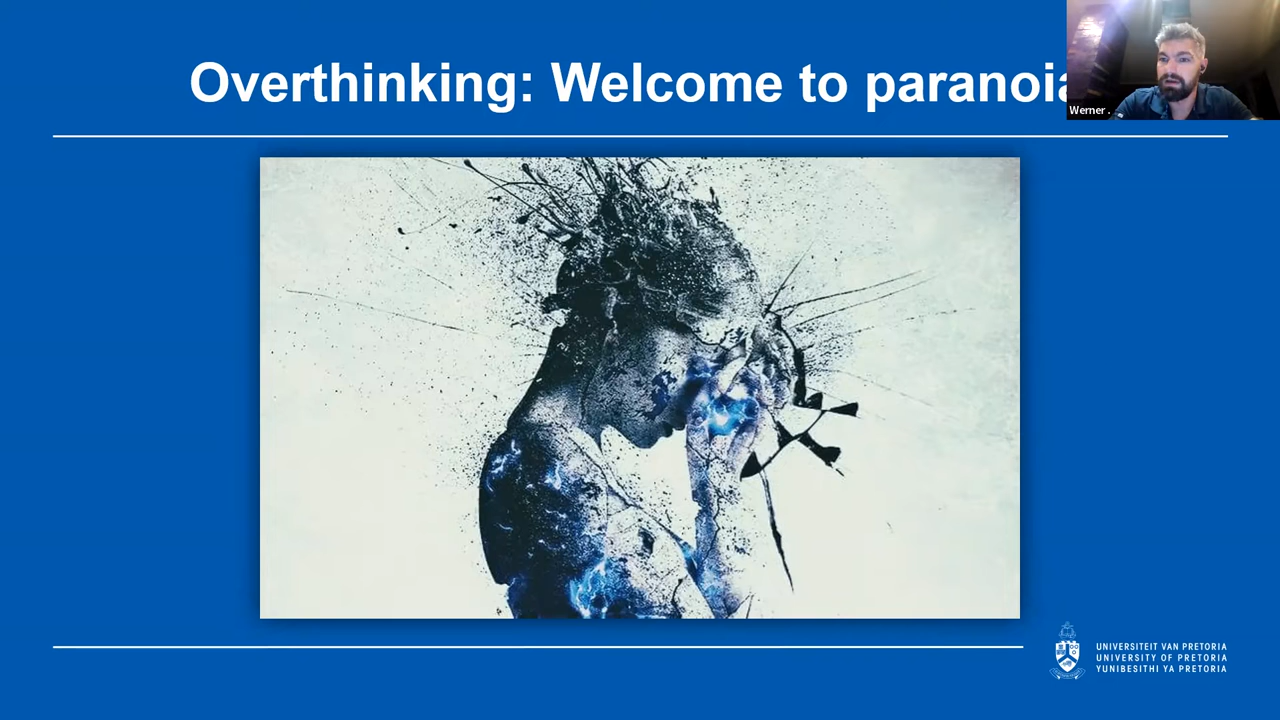 Overthinking: Welcome to paranoia
Werner .
UNIVERSITEIT VAN PRETORIA
UNIVERSITY OF PRETORIA
YUNIBESITHI YA PRETORIA